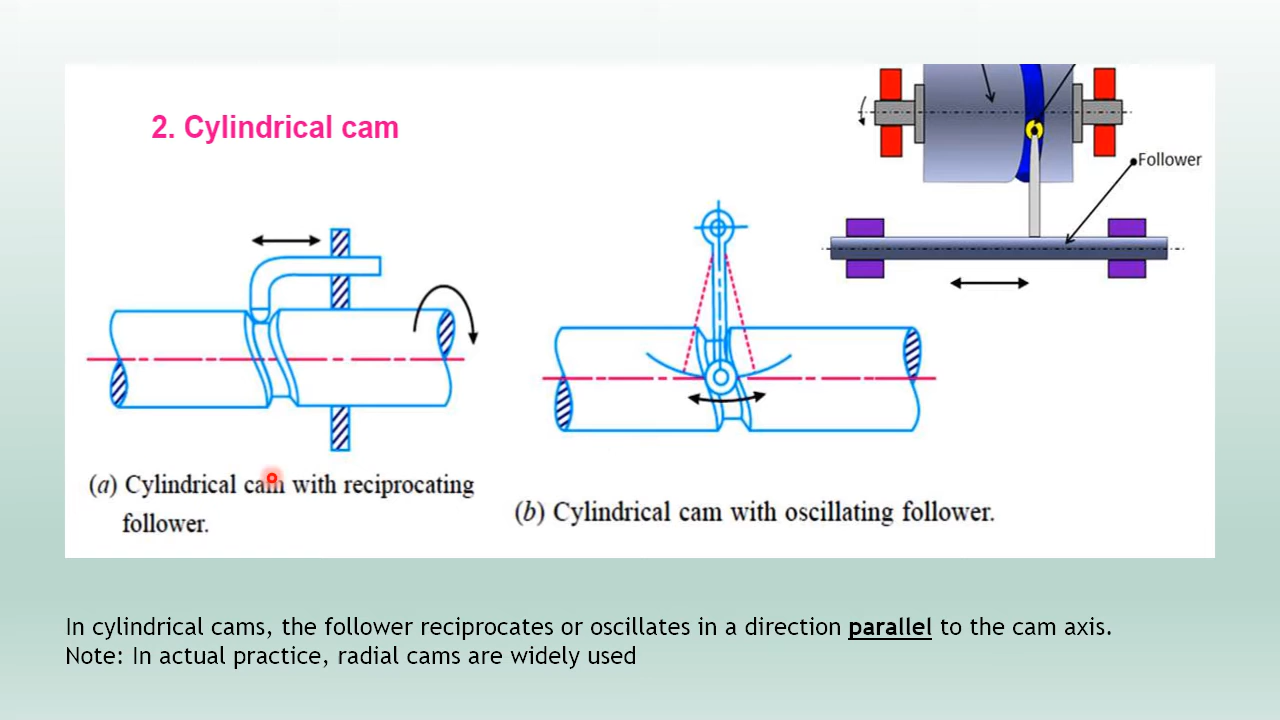 2. Cylindrical cam
Follower
(a) Cylindrical cam with reciprocating
follower.
(b) Cylindrical cam with oscillating follower.
In cylindrical cams, the follower reciprocates or oscillates in a direction parallel to the cam axis.
Note: In actual practice, radial cams are widely used